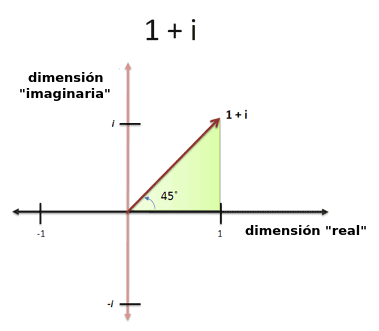 1 + i
dimensión
"imaginaria"
i
1 + i
45°
-1
1
dimensión "real"
-i